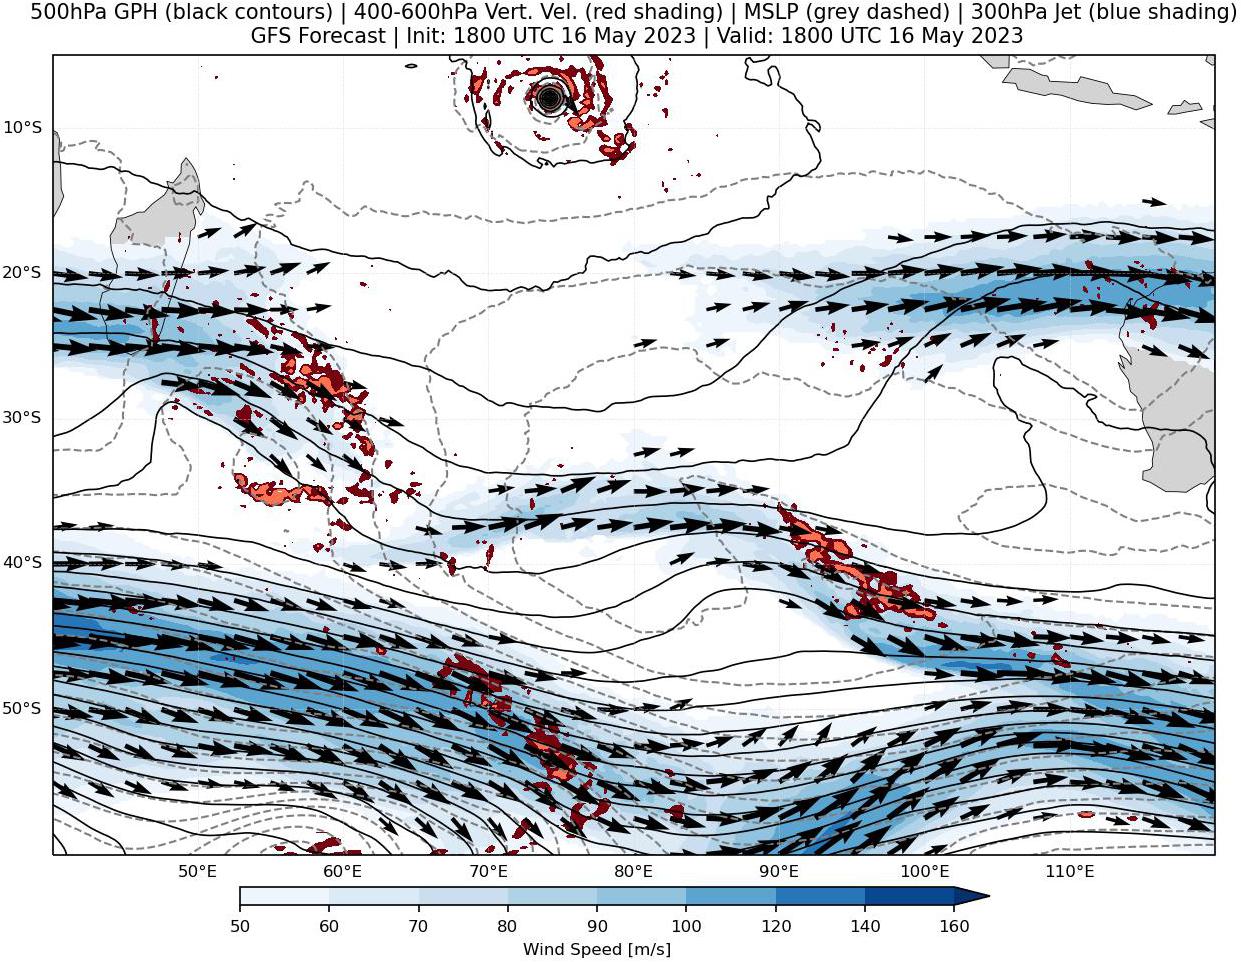 500hPa GPH (black contours) | 400-600hPa Vert. Vel. (red shading) | MSLP (grey dashed) | 300hPa Jet (blue shading)
GFS Forecast | Init: 1800 UTC 16 May 2023 | Valid: 1800 UTC 16 May 2023
10°S
20°S
30°S
40°S
50°S
50°E 60°E 70°E 80°E 90°E 100°E 110°E
50 60 70 80 90 100 120 140 160
Wind Speed [m/s]